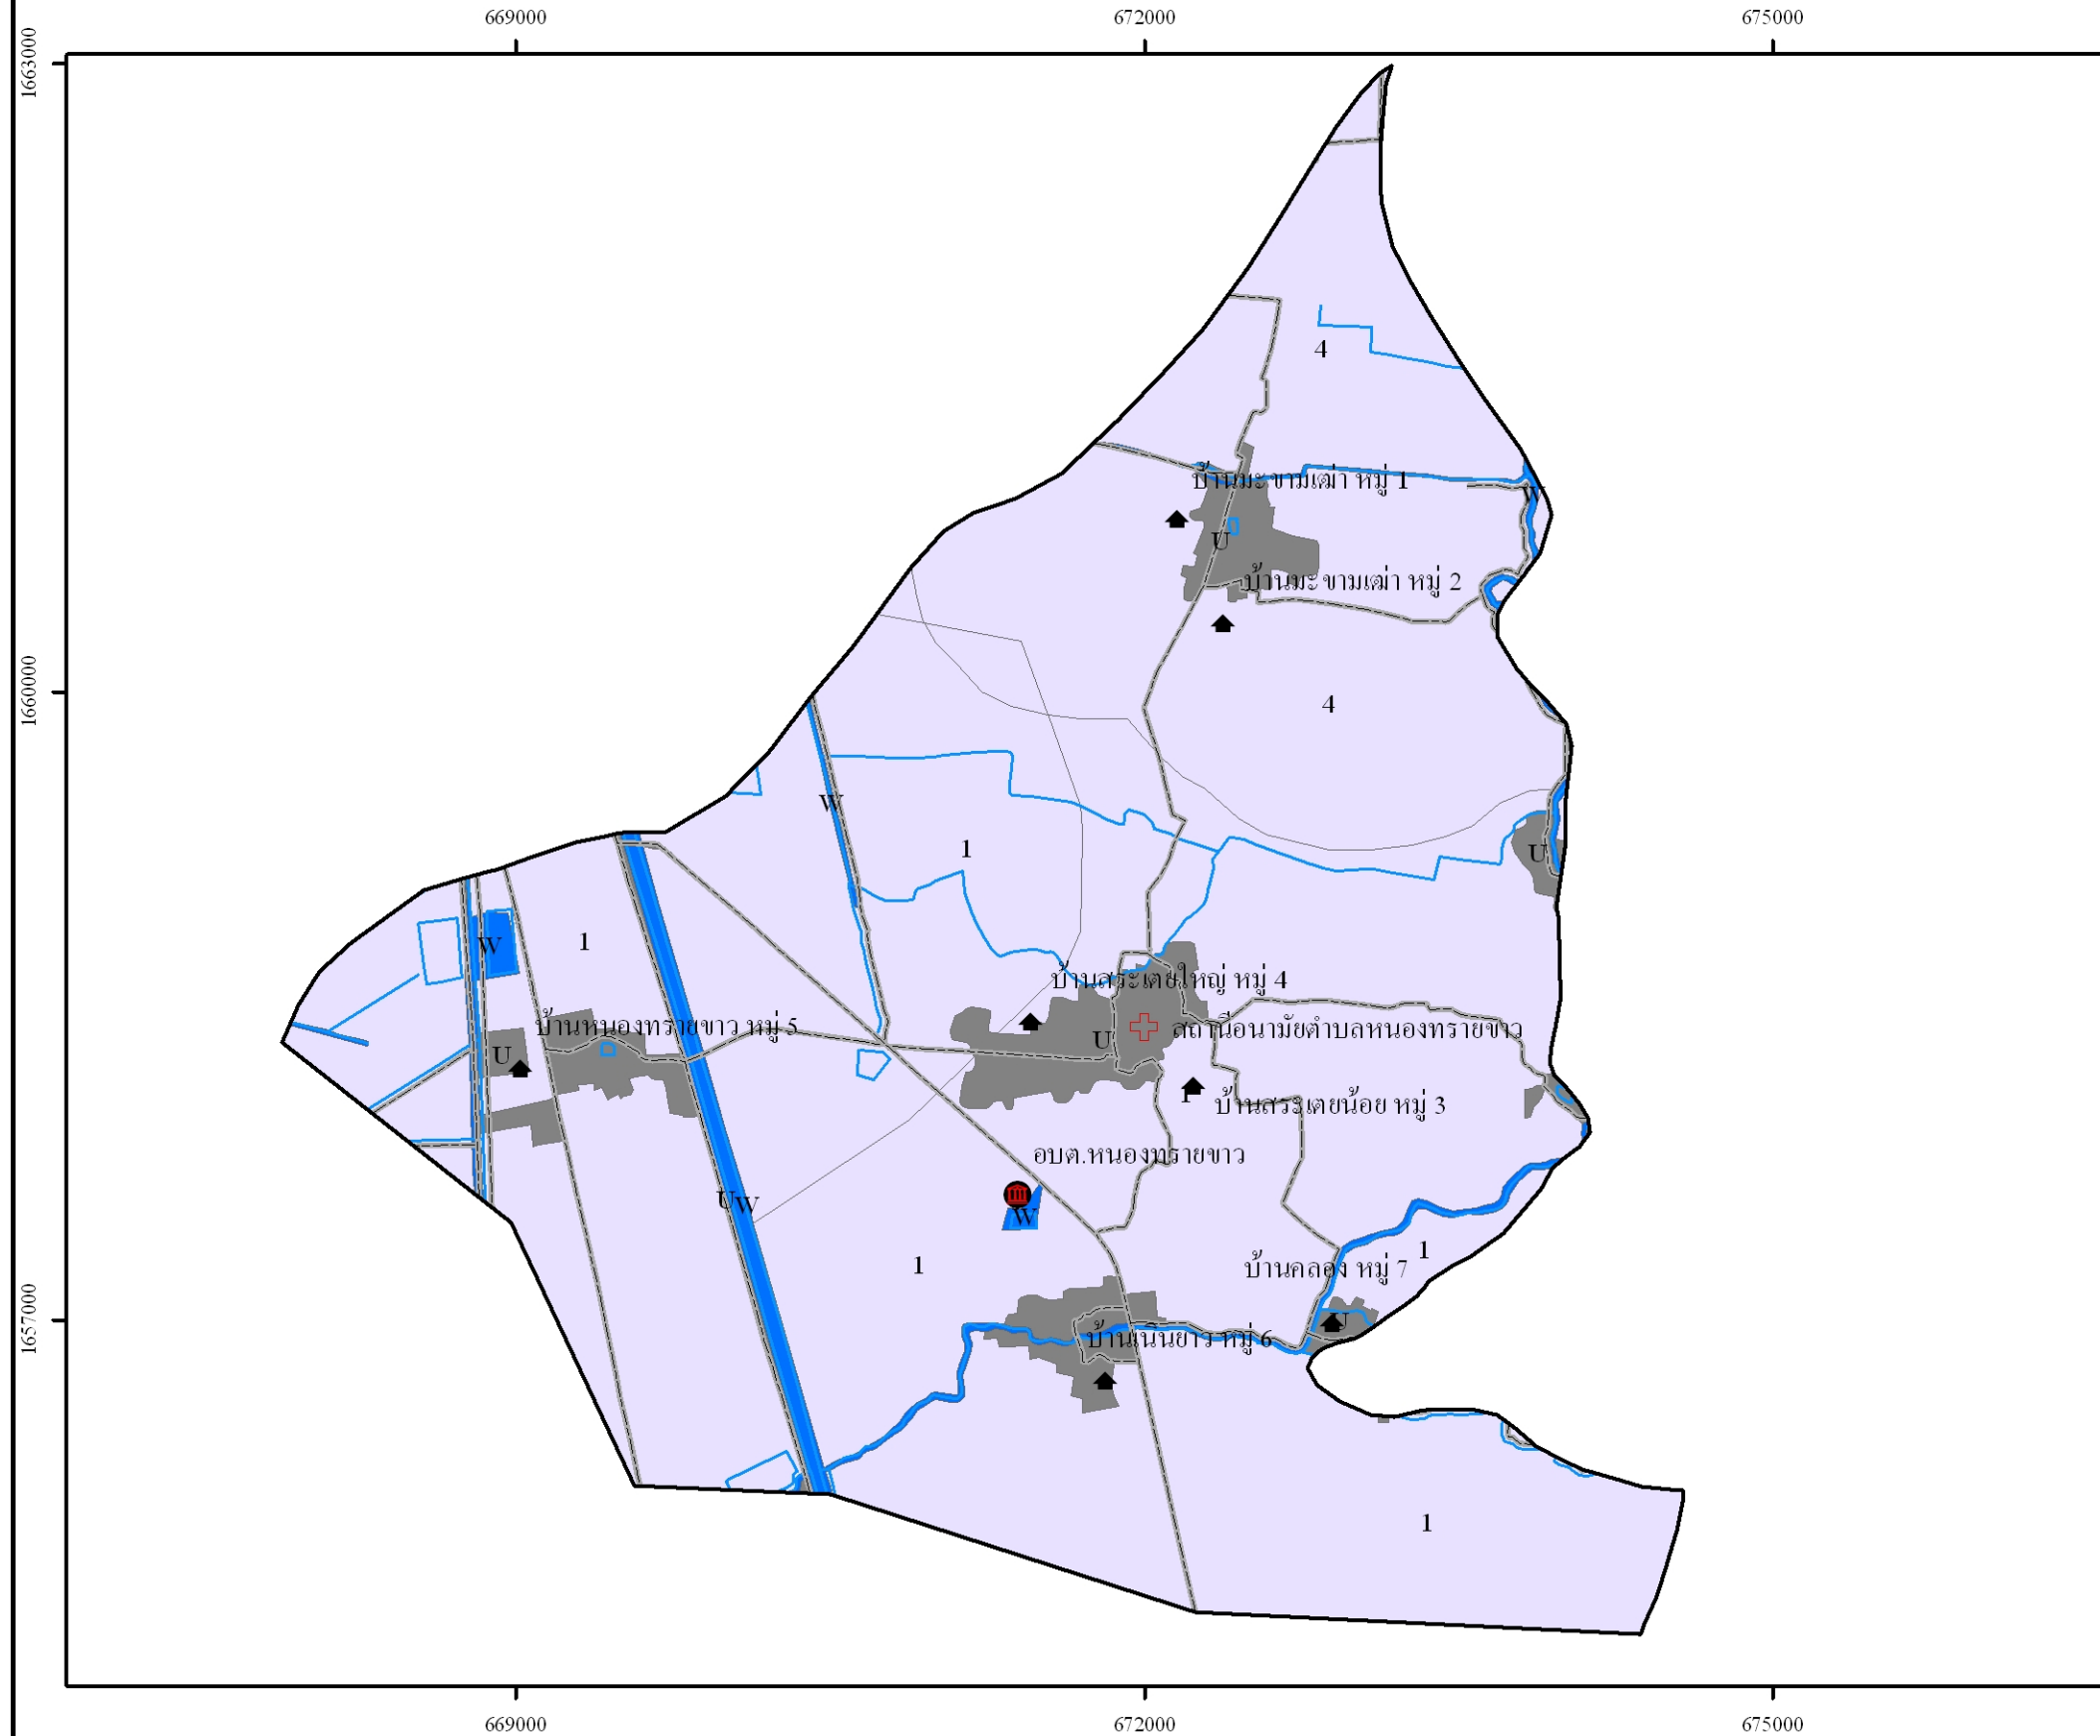 669000
672000
675000
1663000
4
บ้านมะขามเฒ่า หมู่ 1
W
U
บ้านมะขามเฒ่า หมู่ 2
1660000
4
W
1
U
1
W
บ้านสระเตยใหญ่ หมู่ 4
บ้านหนองทรายขาว หมู่ 5
สถานีอนามัยตำบลหนองทรายขาว
U
U
1
บ้านสระเตยน้อย หมู่ 3
อบต.หนองทรายขาว
U
W
W
1
1
บ้านคลอง หมู่ 7
1657000
U
บ้านเนินยาว หมู่ 6
1
669000
672000
675000